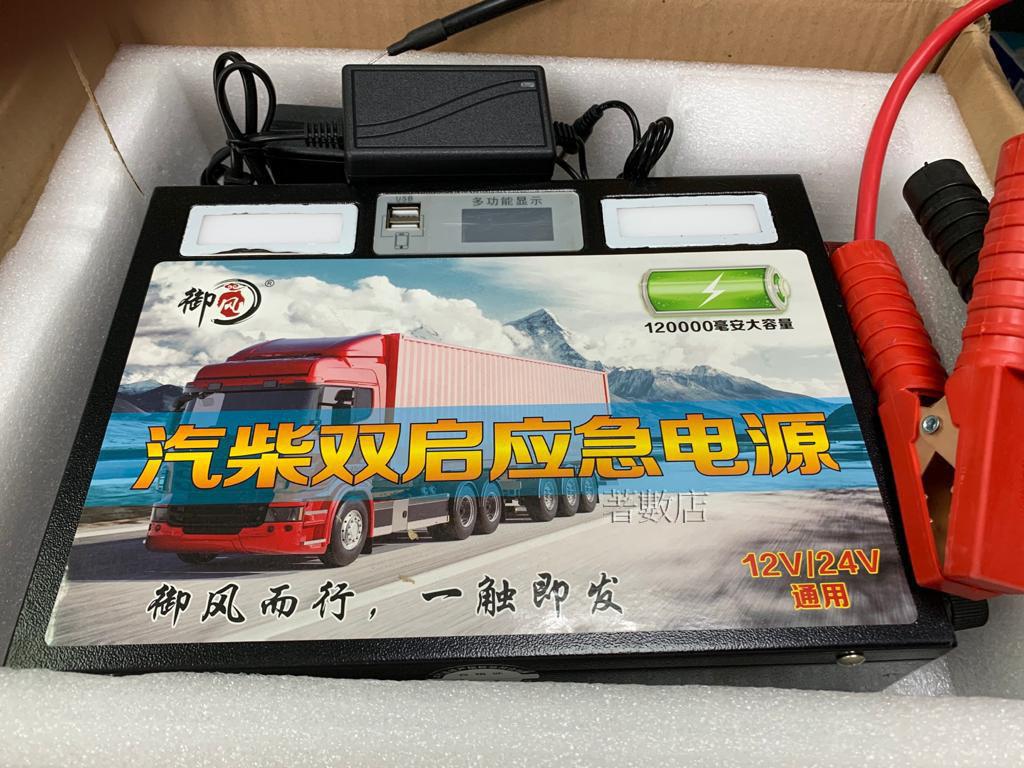 USB
多功能显示
御风®
120000毫安大容量
汽柴双启应急电源
著數店
12V/24V
通用
御风而行，一触即发